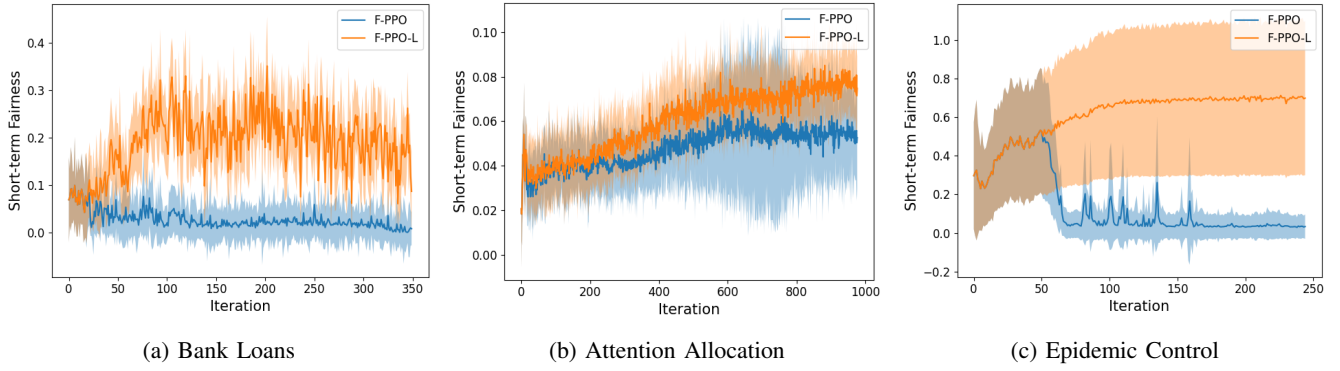 F-PPO
F-PPO-L
Short-term Fairness
0.4
0.3
0.2
0.1
0.0
0
50
100
150
200
250
300
350
Iteration
(a) Bank Loans
F-PPO
F-PPO-L
Short-term Fairness
0.10
0.08
0.06
0.04
0.02
0.00
0
200
400
600
800
1000
Iteration
(b) Attention Allocation
F-PPO
F-PPO-L
Short-term Fairness
1.0
0.8
0.6
0.4
0.2
0.0
−0.2
0
50
100
150
200
250
Iteration
(c) Epidemic Control